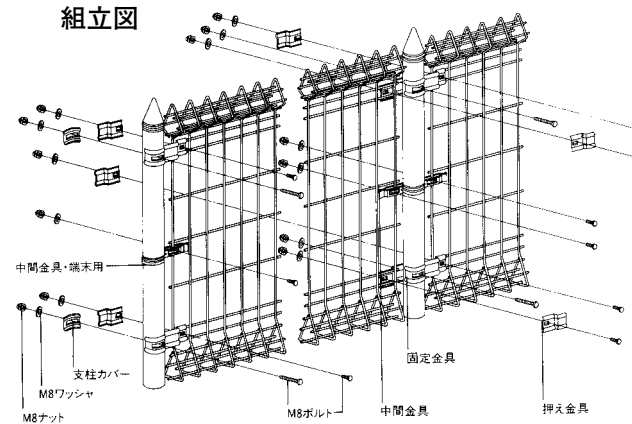 組立図
中間金具・端末用
支柱カバー
M8ワッシャ
M8ナット
M8ボルト
中間金具
固定金具
押え金具